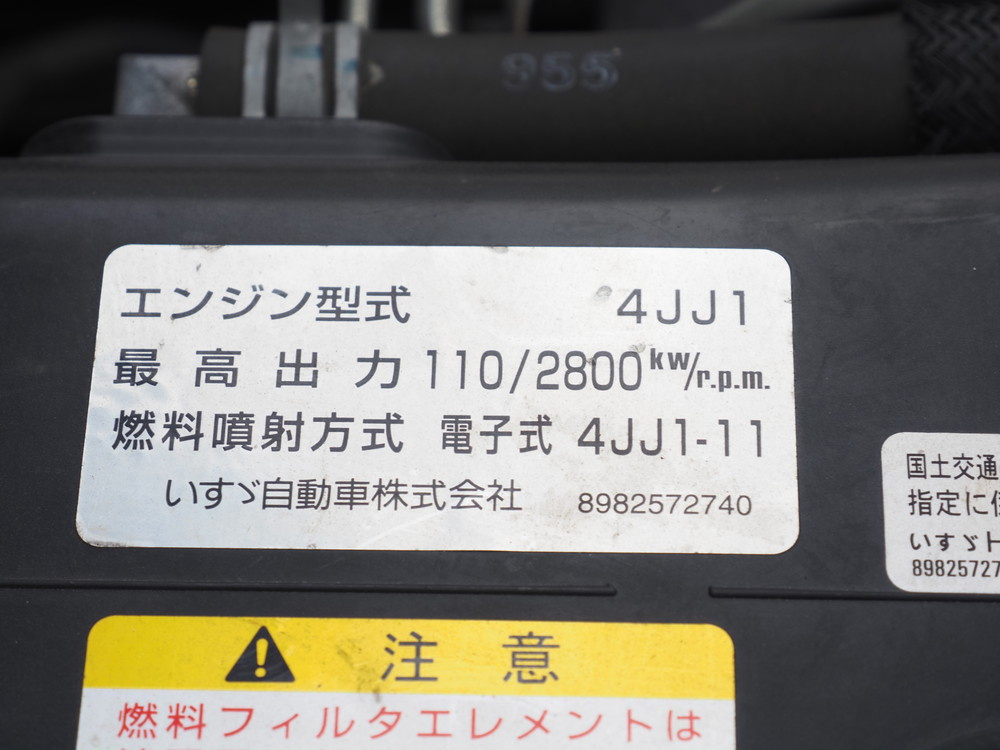 955
エンジン型式 4JJ1
最高出力 110/2800kw/r.p.m.
燃料噴射方式 電子式 4JJ1-11
いすゞ自動車株式会社 8982572740
国土交通
指定に
いすゞト
89825727
注意
燃料フィルタエレメントは